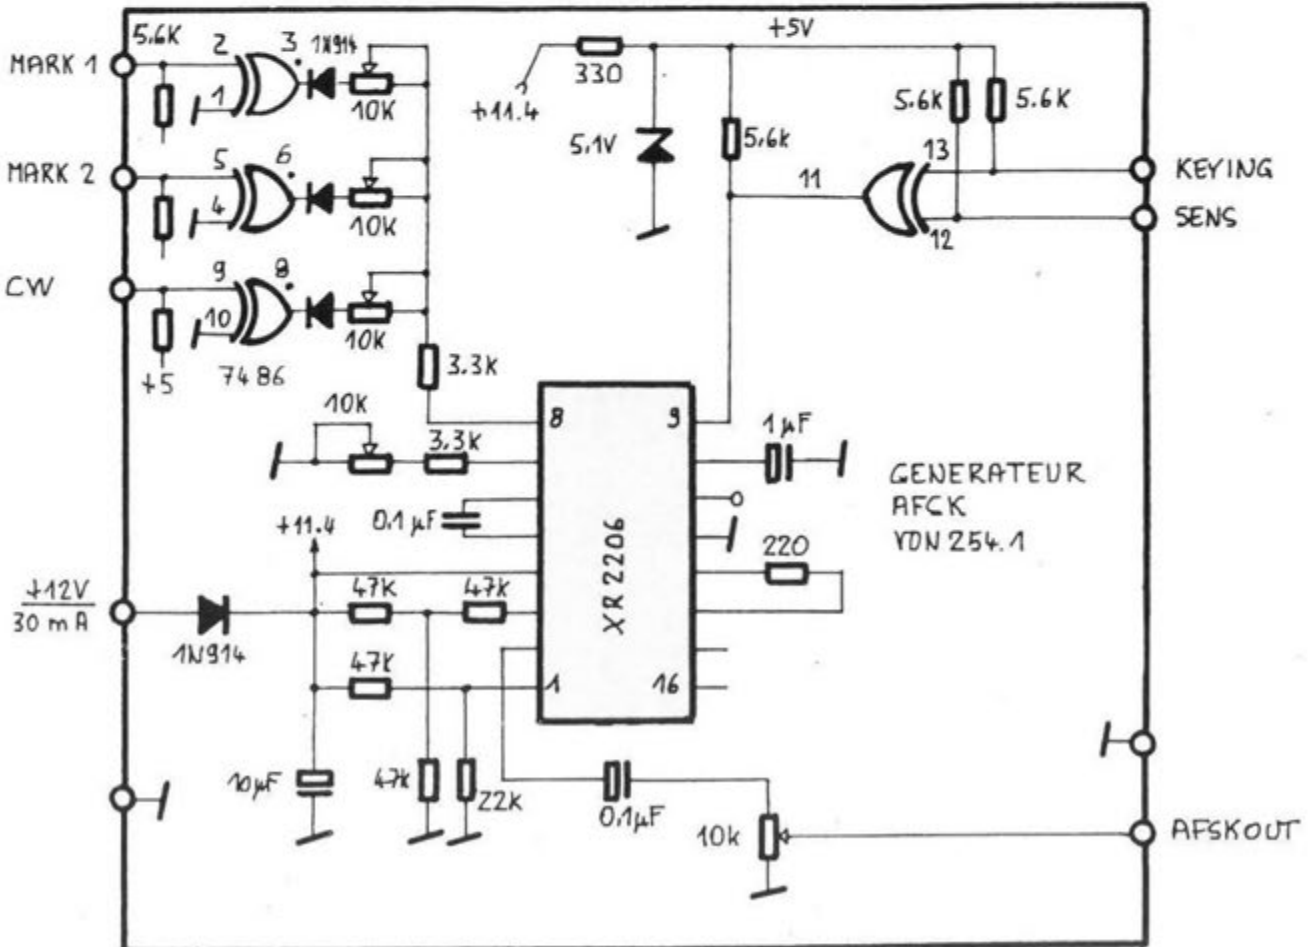 5.6K
MARK 1
2
3
1N914
1
10K
MARK 2
5
6
4
10K
CW
9
8
10
10K
+5
7486
+11.4
330
+5V
5.1V
5.6k
5.6K
5.6K
11
13
12
KEYING
SENS
3.3K
10K
3.3K
8
9
1µF
0.1µF
+11.4
XR2206
GENERATEUR
AFCK
VDN 254.1
220
+12V
30 mA
1N914
47K
47K
47K
1
16
10µF
47K
22K
0.1µF
10k
AFSKOUT